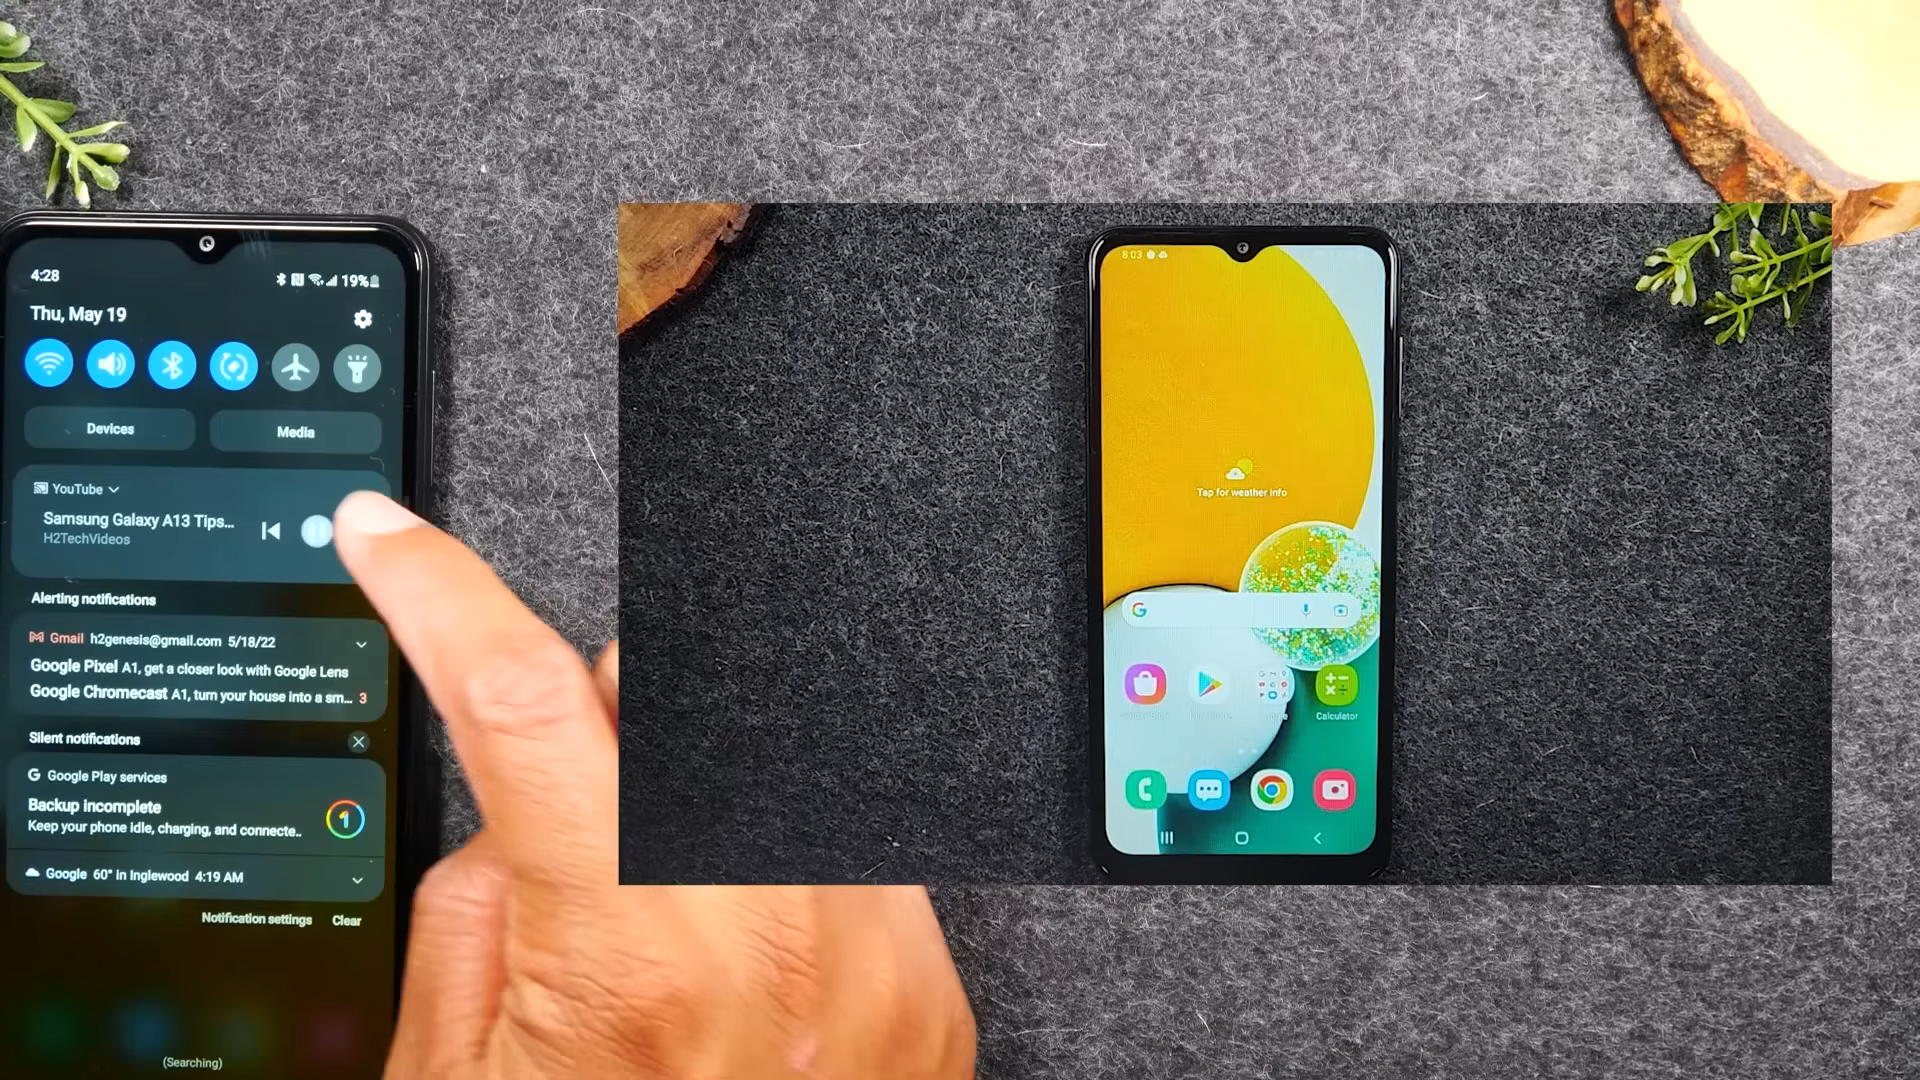 4:28
19%
Thu, May 19
Devices
Media
YouTube
Samsung Galaxy A13 Tips...
H2TechVideos
Alerting notifications
Gmail h2genesis@gmail.com 5/18/22
Google Pixel A1, get a closer look with Google Lens
Google Chromecast A1, turn your house into a sm... 3
Silent notifications
Google Play services
Backup incomplete
Keep your phone idle, charging, and connecte..
Google 60° in Inglewood 4:19 AM
Notification settings Clear
(Searching)
8:03
Tap for weather info
Calculator